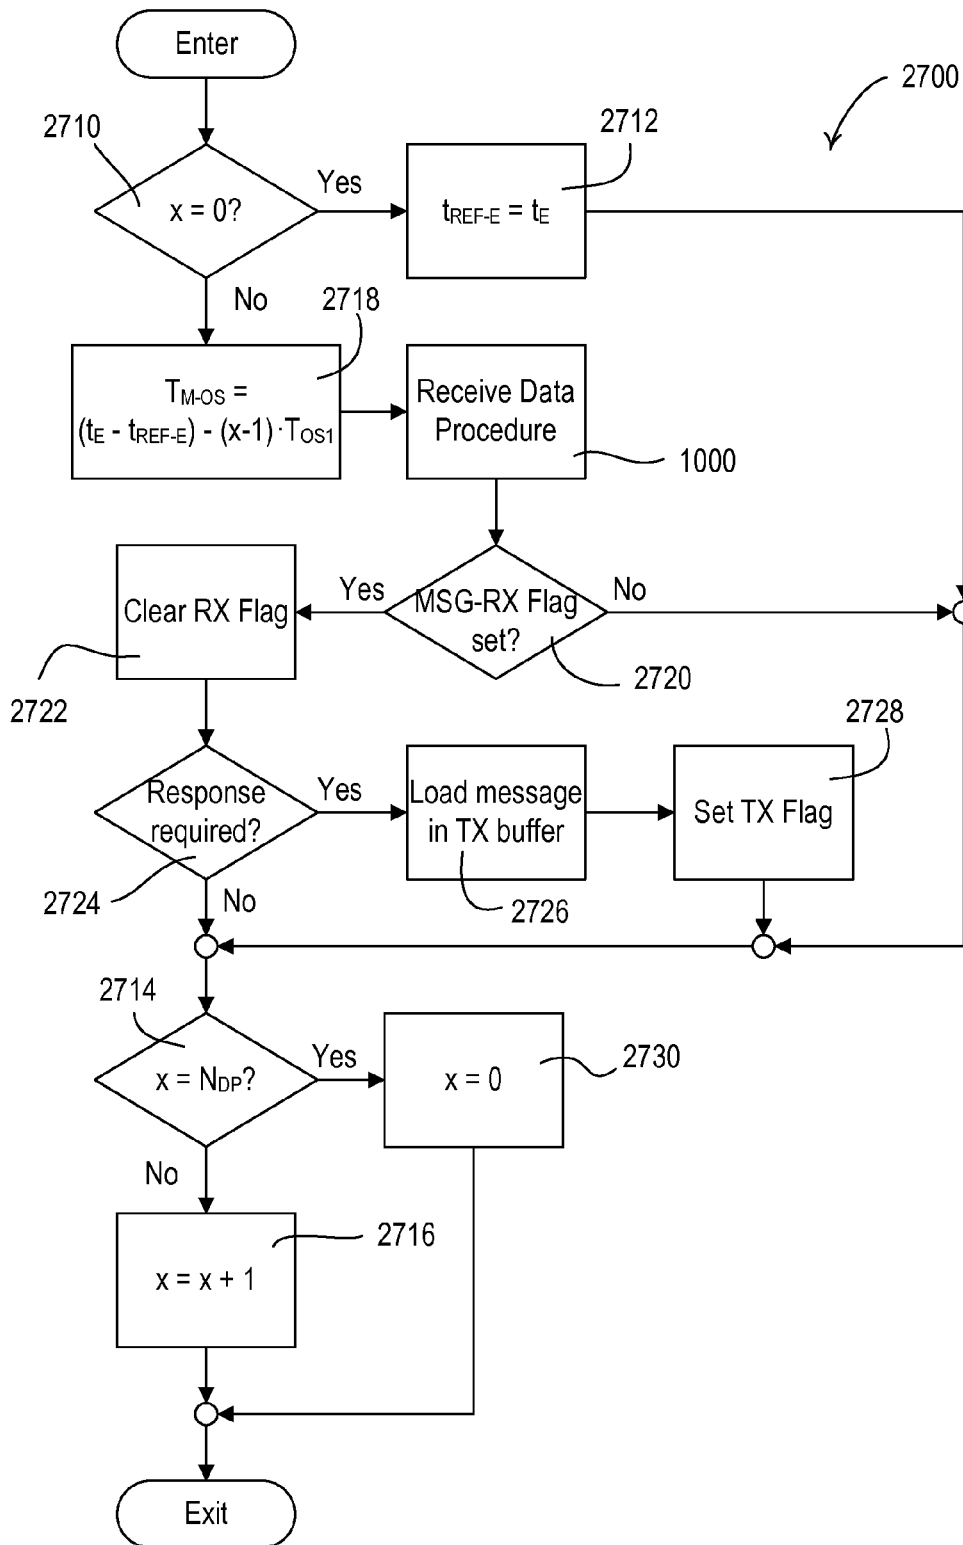 Enter
2700
2710
2712
x = 0?
Yes
tREF-E = tE
No
2718
TM-OS =
(tE - tREF-E) - (x-1)·TOS1
Receive Data
Procedure
1000
Clear RX Flag
Yes
MSG-RX Flag
set?
No
2722
2720
2728
Response
required?
Yes
Load message
in TX buffer
Set TX Flag
2724
No
2726
2714
x = NDP?
Yes
x = 0
2730
No
2716
x = x + 1
Exit